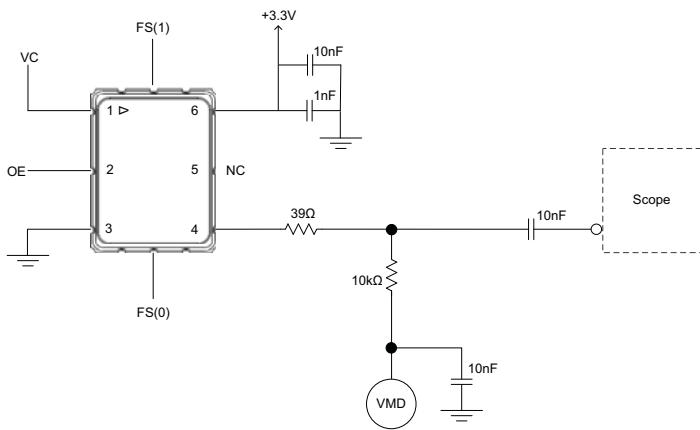 +3.3V
FS(1)
10nF
VC
1nF
1 6
OE 2 5 NC
3 4
39Ω
10nF
Scope
10kΩ
FS(0)
10nF
VMD